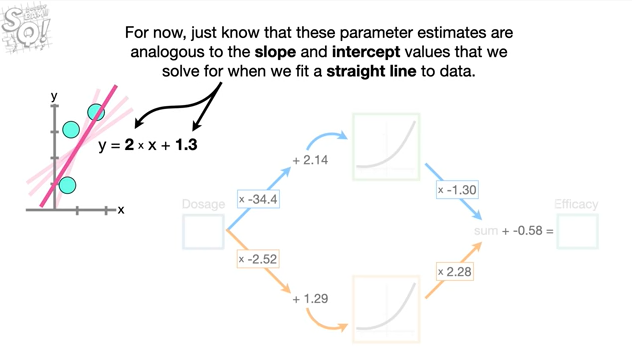 For now, just know that these parameter estimates are
analogous to the slope and intercept values that we
solve for when we fit a straight line to data.
y
y = 2 × x + 1.3
x
+ 2.14
x -34.4
x -1.30
Dosage
Efficacy
sum + -0.58 =
x -2.52
x 2.28
+ 1.29